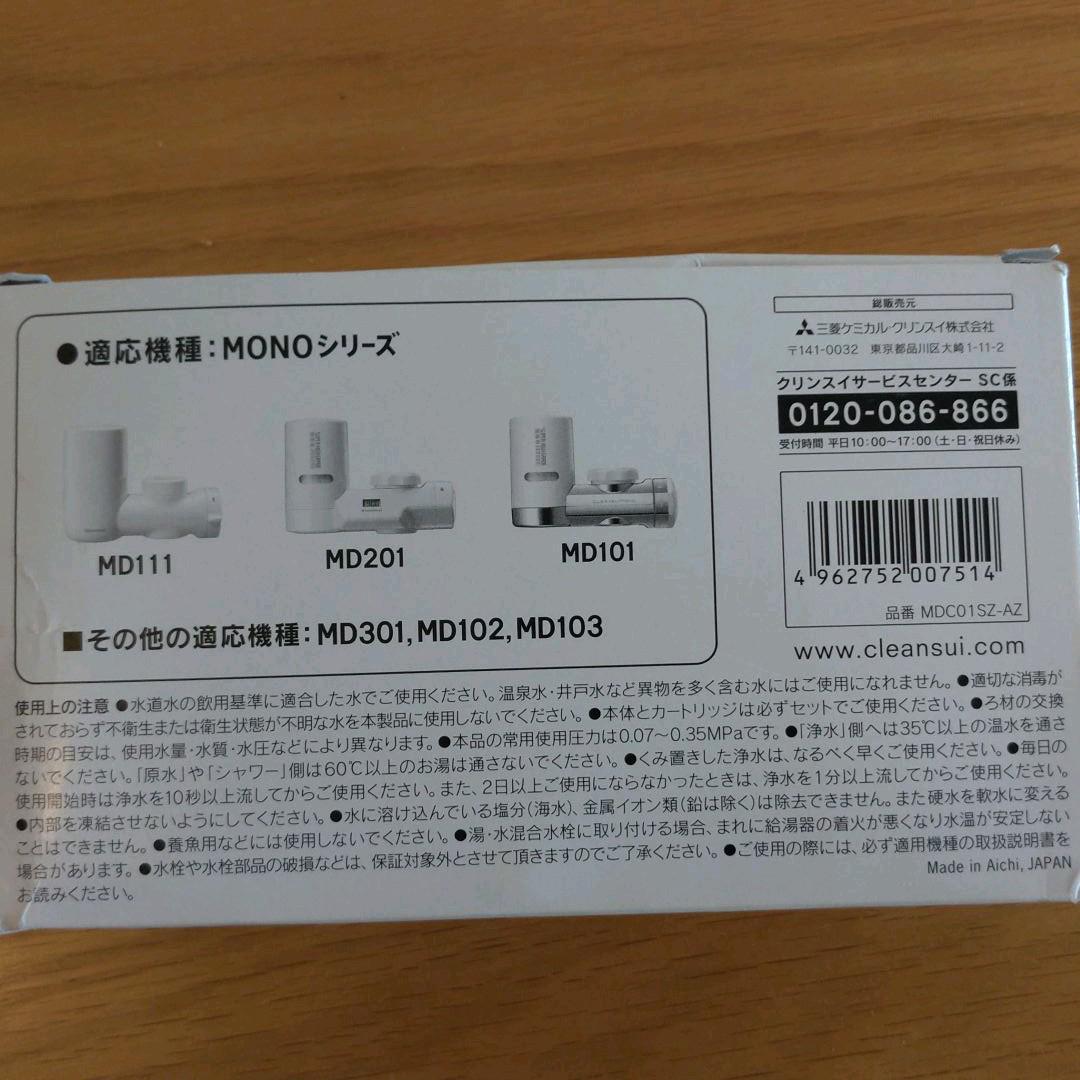 ●適応機種：MONOシリーズ
MD111
MD201
MD101
■その他の適応機種：MD301, MD102, MD103
総販売元
三菱ケミカル・クリンスイ株式会社
〒141-0032 東京都品川区大崎1-11-2
クリンスイサービスセンター SC係
0120-086-866
受付時間 平日10:00〜17:00（土・日・祝日休み）
4 962752 007514
品番 MDC01SZ-AZ
www.cleansui.com
使用上の注意 ●水道水の飲用基準に適合した水でご使用ください。温泉水・井戸水など異物を多く含む水にはご使用になれません。●適切な消毒が
されておらず不衛生または衛生状態が不明な水を本製品に使用しないでください。●本体とカートリッジは必ずセットでご使用ください。●ろ材の交換
時期の目安は、使用水量・水質・水圧などにより異なります。●本品の常用使用圧力は0.07〜0.35MPaです。●「浄水」側へは35℃以上の温水を通さ
ないでください。「原水」や「シャワー」側は60℃以上のお湯は通さないでください。●くみ置きした浄水は、なるべく早くご使用ください。●毎日の
使用開始時は浄水を10秒以上流してからご使用ください。また、2日以上ご使用にならなかったときは、浄水を1分以上流してからご使用ください。
●内部を凍結させないようにしてください。●水に溶け込んでいる塩分（海水）、金属イオン類（鉛は除く）は除去できません。また硬水を軟水に変える
ことはできません。●養魚用などには使用しないでください。●湯・水混合水栓に取り付ける場合、まれに給湯器の着火が悪くなり水温が安定しない
場合があります。●水栓や水栓部品の破損などは、保証対象外とさせて頂きますのでご了承ください。●ご使用の際には、必ず適用機種の取扱説明書を
お読みください。
Made in Aichi, JAPAN